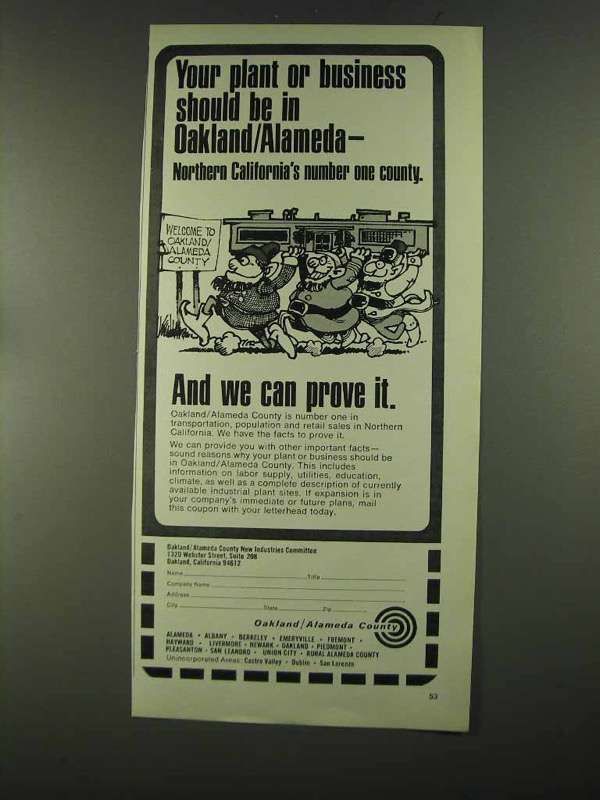 Your plant or business
should be in
Oakland/Alameda—
Northern California's number one county.
WELCOME TO
OAKLAND/
ALAMEDA
COUNTY
And we can prove it.
Oakland/Alameda County is number one in
transportation, population and retail sales in Northern
California. We have the facts to prove it.
We can provide you with other important facts—
sound reasons why your plant or business should be
in Oakland/Alameda County. This includes
information on labor supply, utilities, education,
climate, as well as a complete description of currently
available industrial plant sites. If expansion is in
your company's immediate or future plans, mail
this coupon with your letterhead today.
Oakland/Alameda County New Industries Committee
1320 Webster Street, Suite 208
Oakland, California 94612
Name Title
Company Name
Address
City State Zip
Oakland/Alameda County
ALAMEDA • ALBANY • BERKELEY • EMERYVILLE • FREMONT •
HAYWARD • LIVERMORE • NEWARK • OAKLAND • PIEDMONT •
PLEASANTON • SAN LEANDRO • UNION CITY • RURAL ALAMEDA COUNTY
Unincorporated Areas: Castro Valley • Dublin • San Lorenzo
53